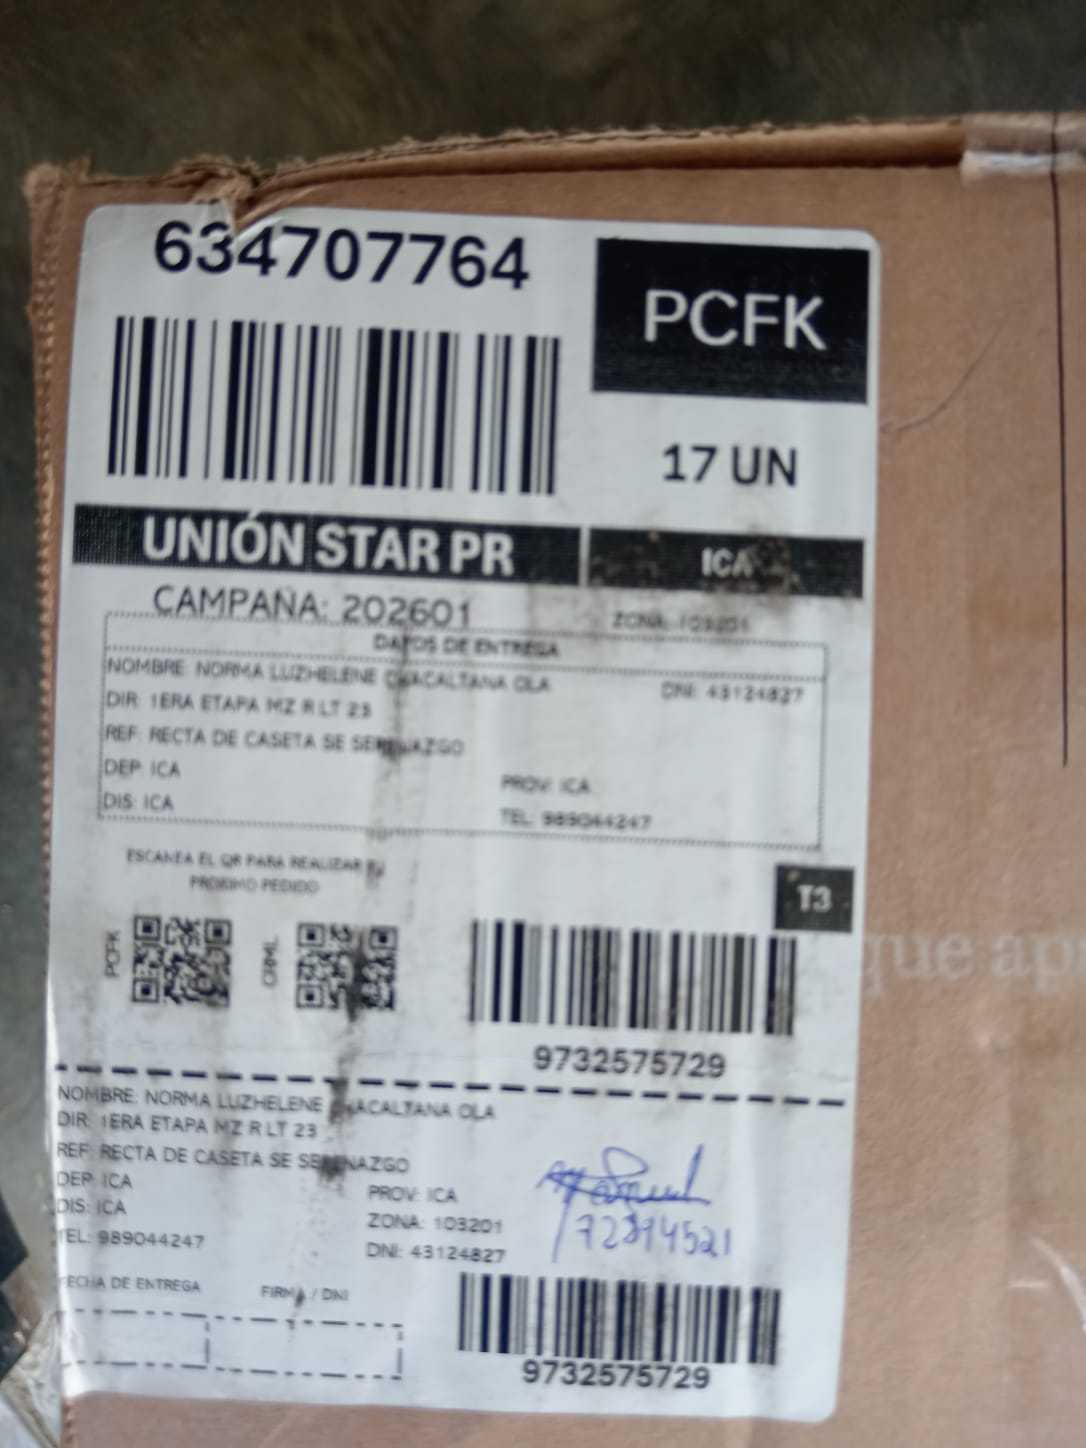 634707764
PCFK
17 UN
UNIÓN STAR PR
ICA
CAMPAÑA: 202601
ZONA: 103201
DATOS DE ENTREGA
NOMBRE: NORMA LUZHELENE CHACALTANA OLA
DNI: 43124827
DIR: 1ERA ETAPA MZ R LT 23
REF: RECTA DE CASETA SE SERENAZGO
DEP: ICA
PROV: ICA
DIS: ICA
TEL: 989044247
ESCANEA EL QR PARA REALIZAR TU
PRÓXIMO PEDIDO
T3
PCFK
CRML
que ap
9732575729
NOMBRE: NORMA LUZHELENE CHACALTANA OLA
DIR: 1ERA ETAPA MZ R LT 23
REF: RECTA DE CASETA SE SERENAZGO
DEP: ICA
PROV: ICA
DIS: ICA
ZONA: 103201
TEL: 989044247
DNI: 43124827
FECHA DE ENTREGA
FIRMA / DNI
9732575729